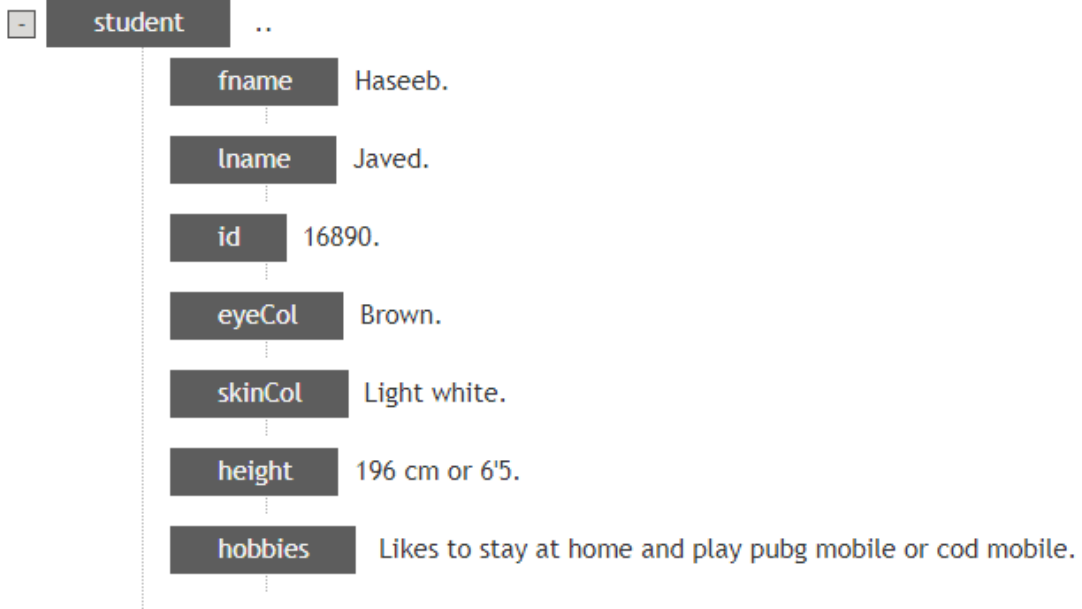 - student ..
fname Haseeb.
lname Javed.
id 16890.
eyeCol Brown.
skinCol Light white.
height 196 cm or 6'5.
hobbies Likes to stay at home and play pubg mobile or cod mobile.